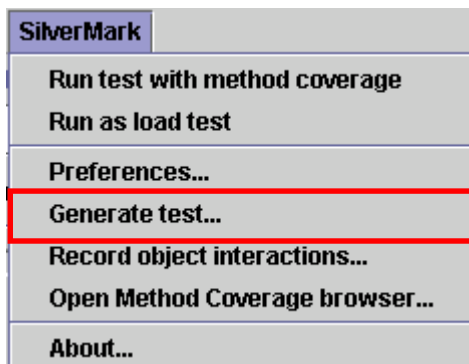 SilverMark
Run test with method coverage
Run as load test
Preferences...
Generate test...
Record object interactions...
Open Method Coverage browser...
About...